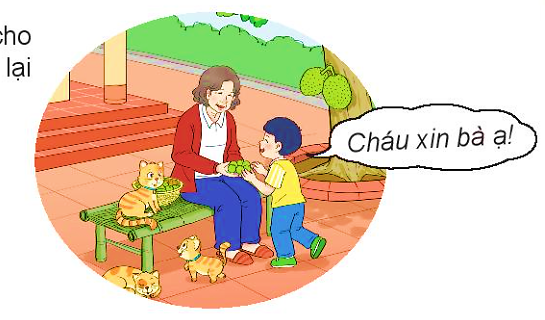 cho
lại
Cháu xin bà ạ!